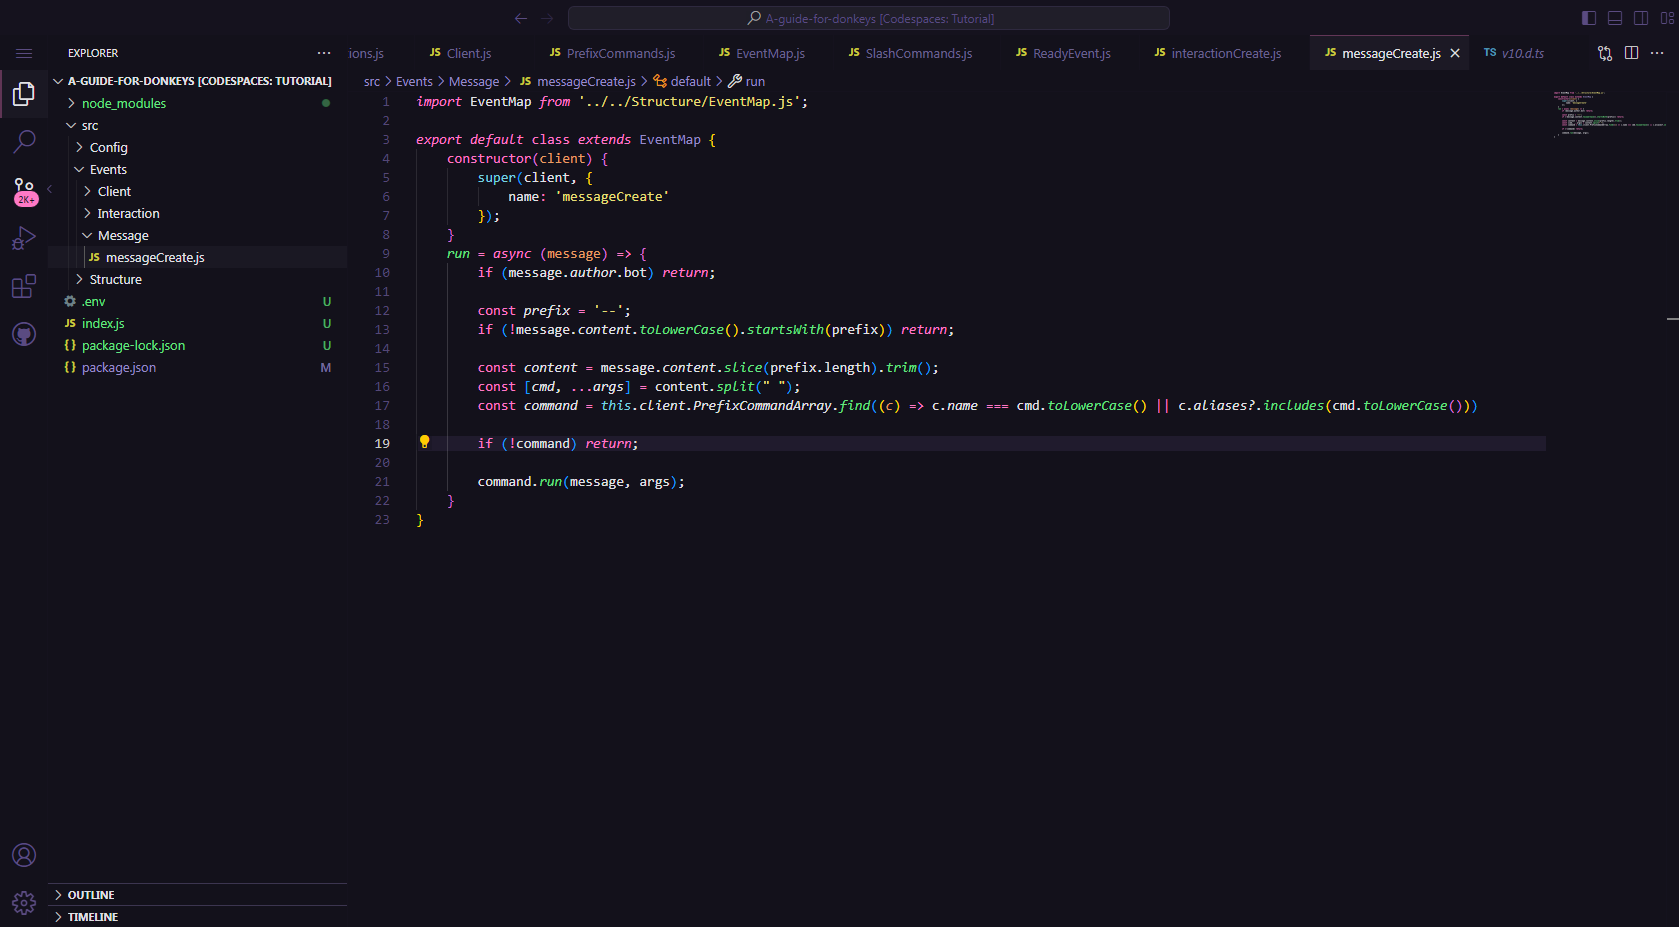 A-guide-for-donkeys [Codespaces: Tutorial]
EXPLORER
ions.js
JS Client.js
JS PrefixCommands.js
JS EventMap.js
JS SlashCommands.js
JS ReadyEvent.js
JS interactionCreate.js
JS messageCreate.js
TS v10.d.ts
A-GUIDE-FOR-DONKEYS [CODESPACES: TUTORIAL]
node_modules
src
Config
Events
Client
Interaction
Message
JS messageCreate.js
Structure
.env U
JS index.js U
{} package-lock.json U
{} package.json M
2K+
OUTLINE
TIMELINE
src > Events > Message > JS messageCreate.js > default > run
1 import EventMap from '../../Structure/EventMap.js';
2
3 export default class extends EventMap {
4 constructor(client) {
5 super(client, {
6 name: 'messageCreate'
7 });
8 }
9 run = async (message) => {
10 if (message.author.bot) return;
11
12 const prefix = '--';
13 if (!message.content.toLowerCase().startsWith(prefix)) return;
14
15 const content = message.content.slice(prefix.length).trim();
16 const [cmd, ...args] = content.split(" ");
17 const command = this.client.PrefixCommandArray.find((c) => c.name === cmd.toLowerCase() || c.aliases?.includes(cmd.toLowerCase()))
18
19 if (!command) return;
20
21 command.run(message, args);
22 }
23 }